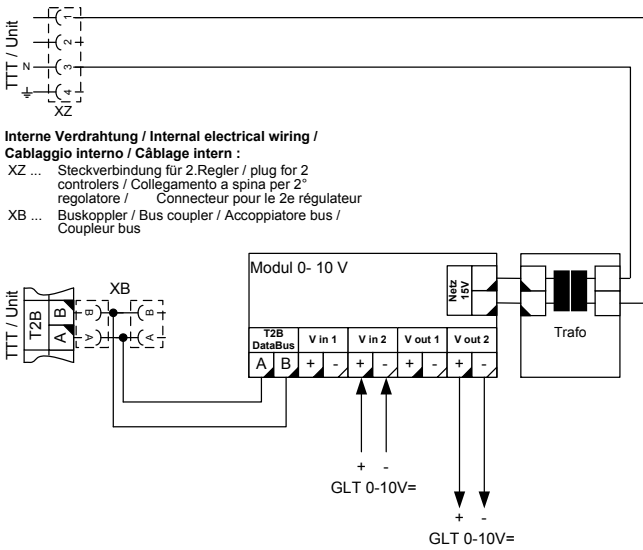 TTT / Unit
1
2
N 3
4
XZ
Interne Verdrahtung / Internal electrical wiring /
Cablaggio interno / Câblage intern :
XZ ... Steckverbindung für 2.Regler / plug for 2
controlers / Collegamento a spina per 2°
regolatore / Connecteur pour le 2e régulateur
XB ... Buskoppler / Bus coupler / Accoppiatore bus /
Coupleur bus
Modul 0- 10 V
Netz
15V
Trafo
TTT / Unit
T2B
B
A
XB
B B
A A
T2B
DataBus
V in 1 V in 2 V out 1 V out 2
A B + - + - + - + -
+ -
GLT 0-10V=
+ -
GLT 0-10V=